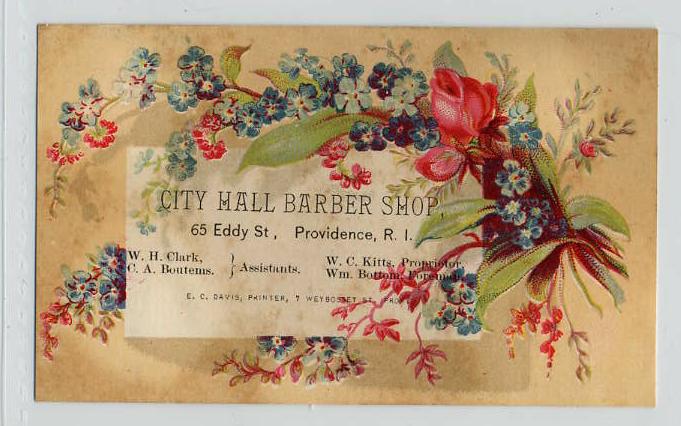 CITY HALL BARBER SHOP,
65 Eddy St, Providence, R. I.
W. H. Clark,
C. A. Boutems. } Assistants.
W. C. Kitts, Proprietor.
Wm. Bottom, Foreman.
E. C. DAVIS, PRINTER, 7 WEYBOSSET ST. PROV